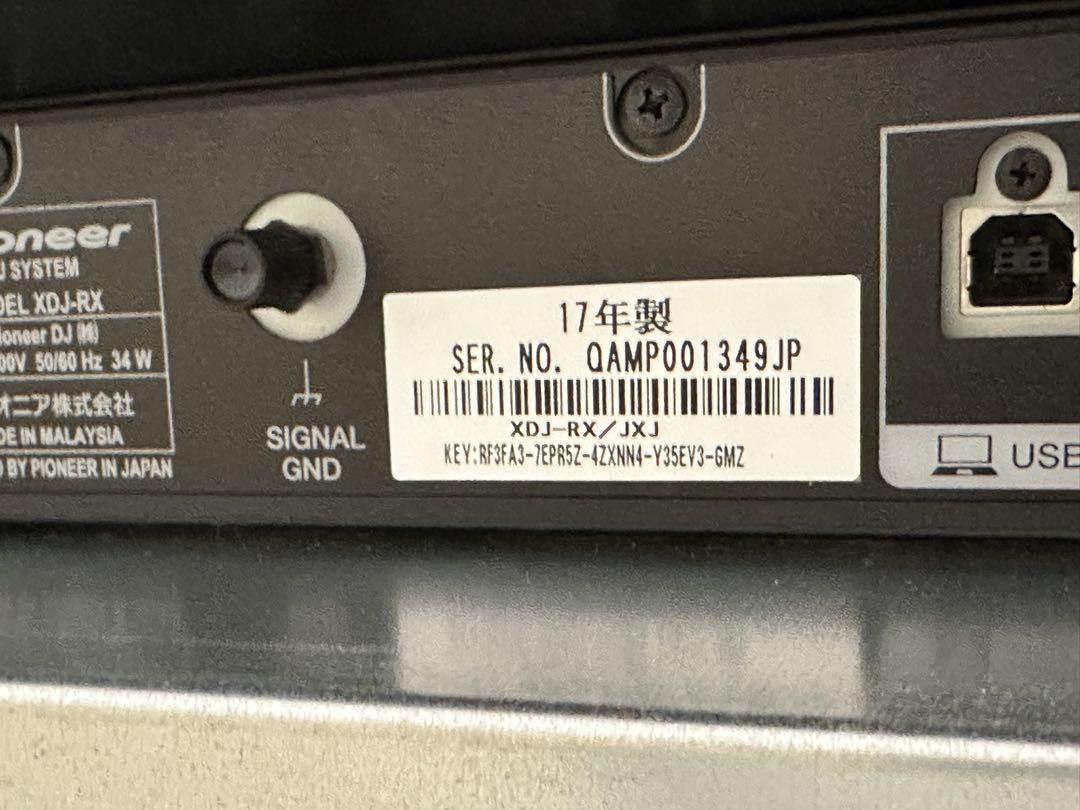 oneer
J SYSTEM
DEL XDJ-RX
ioneer DJ ㈱
00V 50/60 Hz 34 W
オニア株式会社
DE IN MALAYSIA
D BY PIONEER IN JAPAN
SIGNAL
GND
17年製
SER. NO. QAMP001349JP
XDJ-RX/JXJ
KEY:RF3FA3-7EPR5Z-4ZXNN4-Y35EV3-GMZ
USB